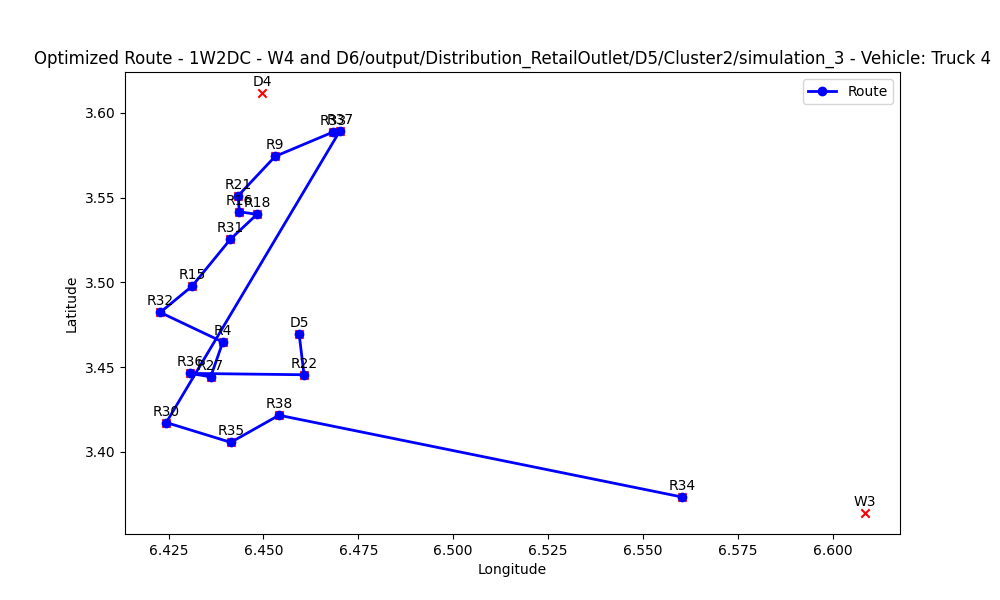 Optimized Route - 1W2DC - W4 and D6/output/Distribution_RetailOutlet/D5/Cluster2/simulation_3 - Vehicle: Truck 4
Route
D4
3.60
R33
R37
R9
R21
3.55
R16
R18
R31
R15
3.50
R32
D5
R4
R36
R27
R22
3.45
R30
R38
R35
3.40
R34
W3
6.425 6.450 6.475 6.500 6.525 6.550 6.575 6.600
Longitude
Latitude